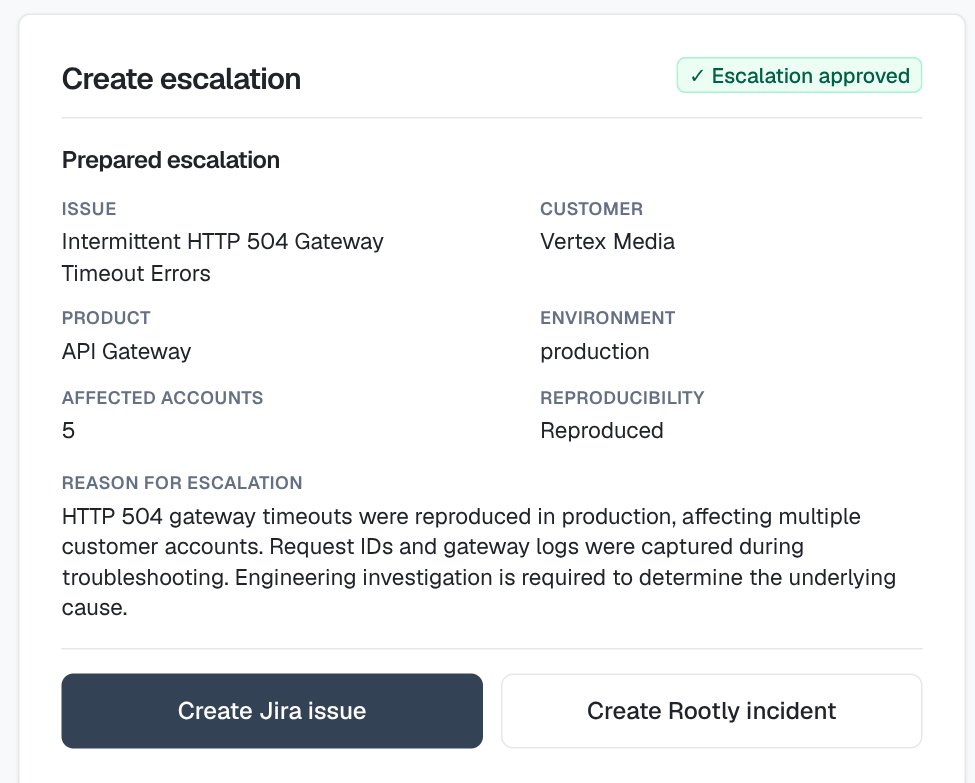 Create escalation
✓ Escalation approved
Prepared escalation
ISSUE
Intermittent HTTP 504 Gateway
Timeout Errors
CUSTOMER
Vertex Media
PRODUCT
API Gateway
ENVIRONMENT
production
AFFECTED ACCOUNTS
5
REPRODUCIBILITY
Reproduced
REASON FOR ESCALATION
HTTP 504 gateway timeouts were reproduced in production, affecting multiple
customer accounts. Request IDs and gateway logs were captured during
troubleshooting. Engineering investigation is required to determine the underlying
cause.
Create Jira issue
Create Rootly incident